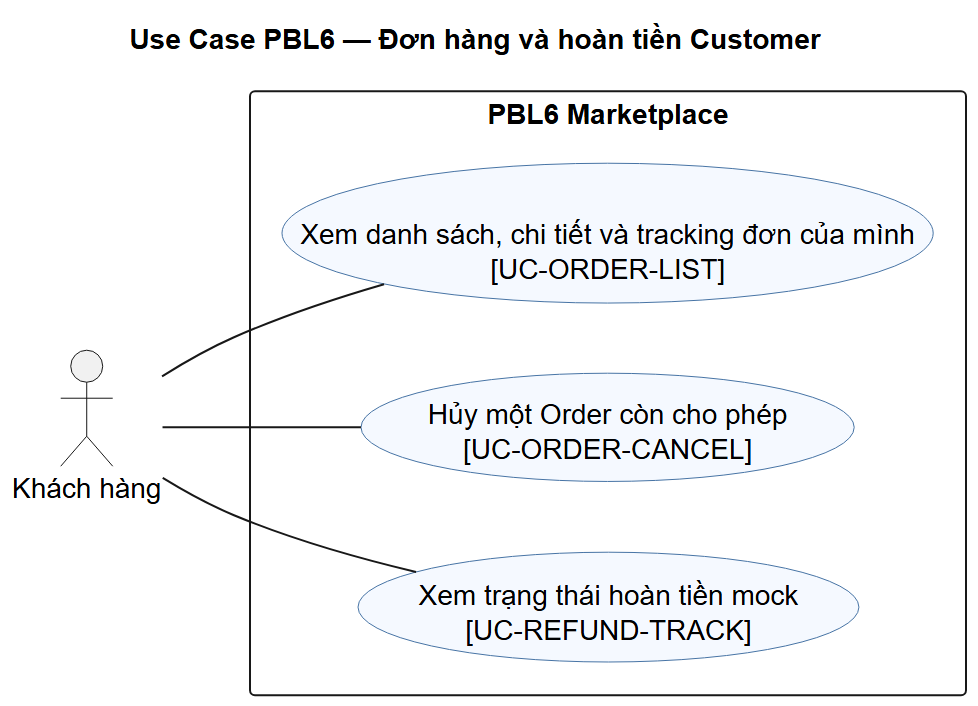 Use Case PBL6 — Đơn hàng và hoàn tiền Customer
PBL6 Marketplace
Xem danh sách, chi tiết và tracking đơn của mình
[UC-ORDER-LIST]
Hủy một Order còn cho phép
[UC-ORDER-CANCEL]
Khách hàng
Xem trạng thái hoàn tiền mock
[UC-REFUND-TRACK]